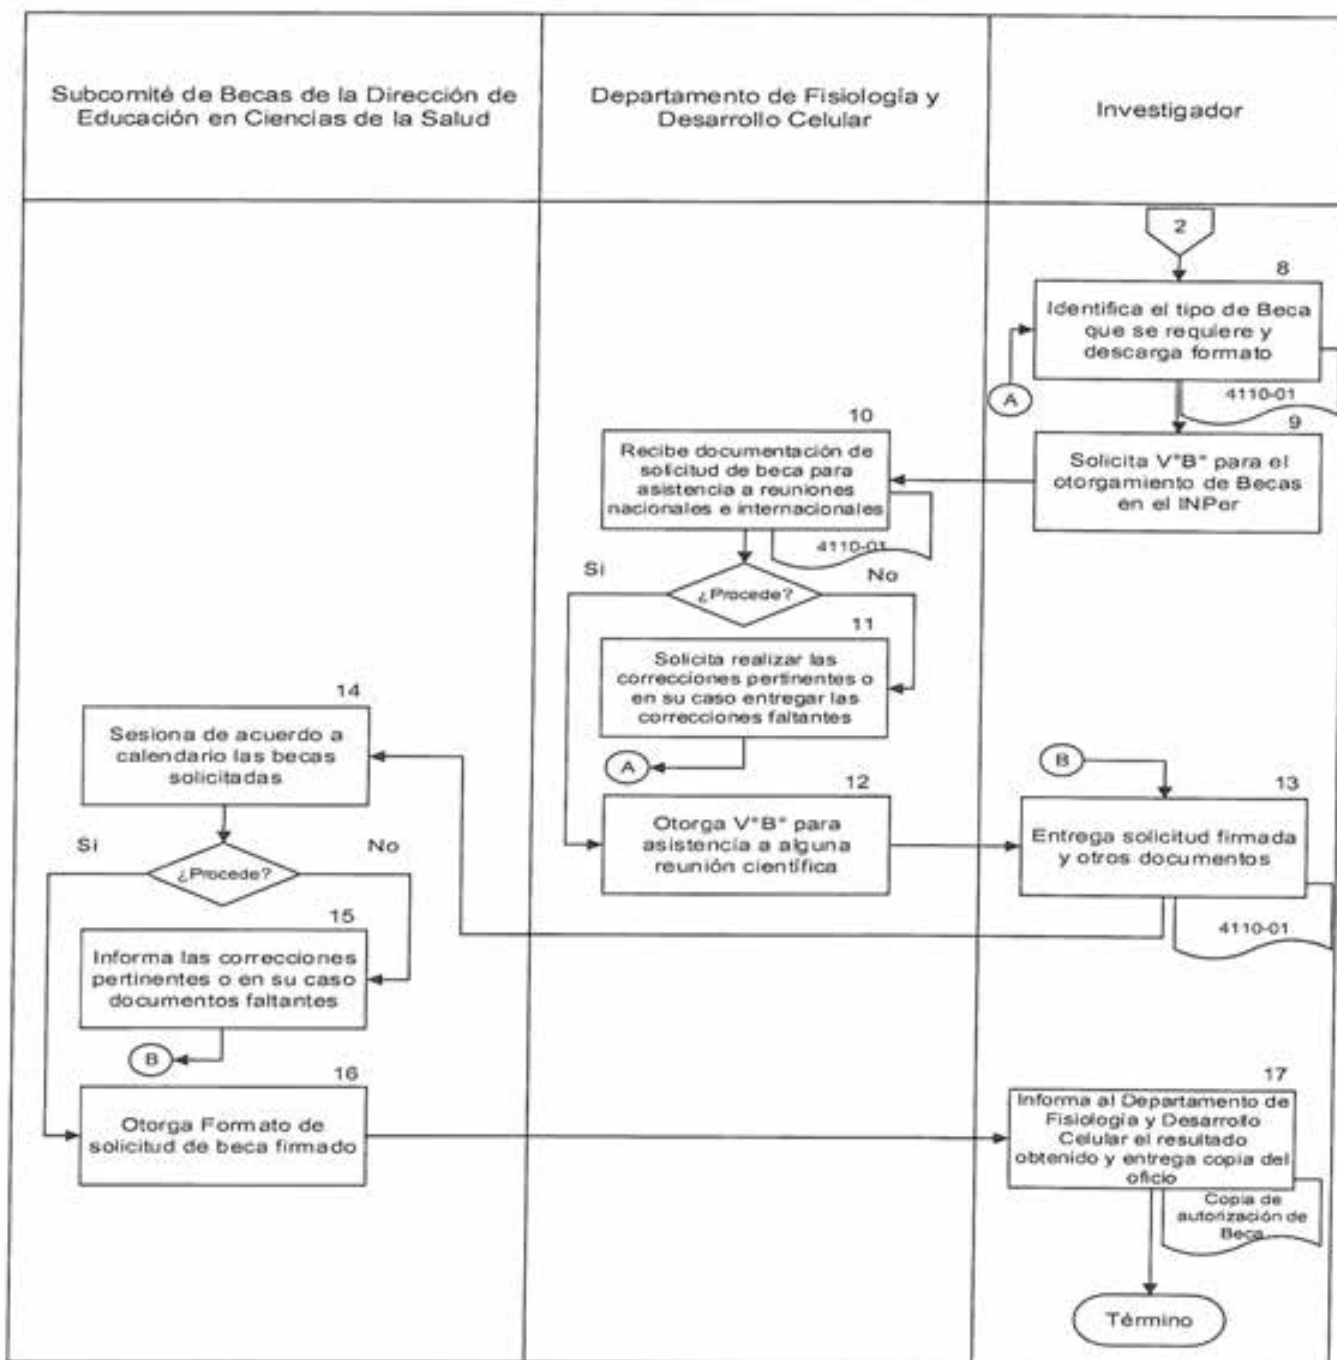 Subcomité de Becas de la Dirección de
Educación en Ciencias de la Salud
Departamento de Fisiología y
Desarrollo Celular
Investigador
2
8
Identifica el tipo de Beca
que se requiere y
descarga formato
A
4110-01
9
Solicita V°B° para el
otorgamiento de Becas
en el INPer
10
Recibe documentación de
solicitud de beca para
asistencia a reuniones
nacionales e internacionales
4110-01
Si
¿Procede?
No
11
Solicita realizar las
correcciones pertinentes o
en su caso entregar las
correcciones faltantes
A
12
Otorga V°B° para
asistencia a alguna
reunión científica
B
13
Entrega solicitud firmada
y otros documentos
4110-01
14
Sesiona de acuerdo a
calendario las becas
solicitadas
Si
¿Procede?
No
15
Informa las correcciones
pertinentes o en su caso
documentos faltantes
B
16
Otorga Formato de
solicitud de beca firmado
17
Informa al Departamento de
Fisiología y Desarrollo
Celular el resultado
obtenido y entrega copia del
oficio
Copia de
autorización de
Beca
Término